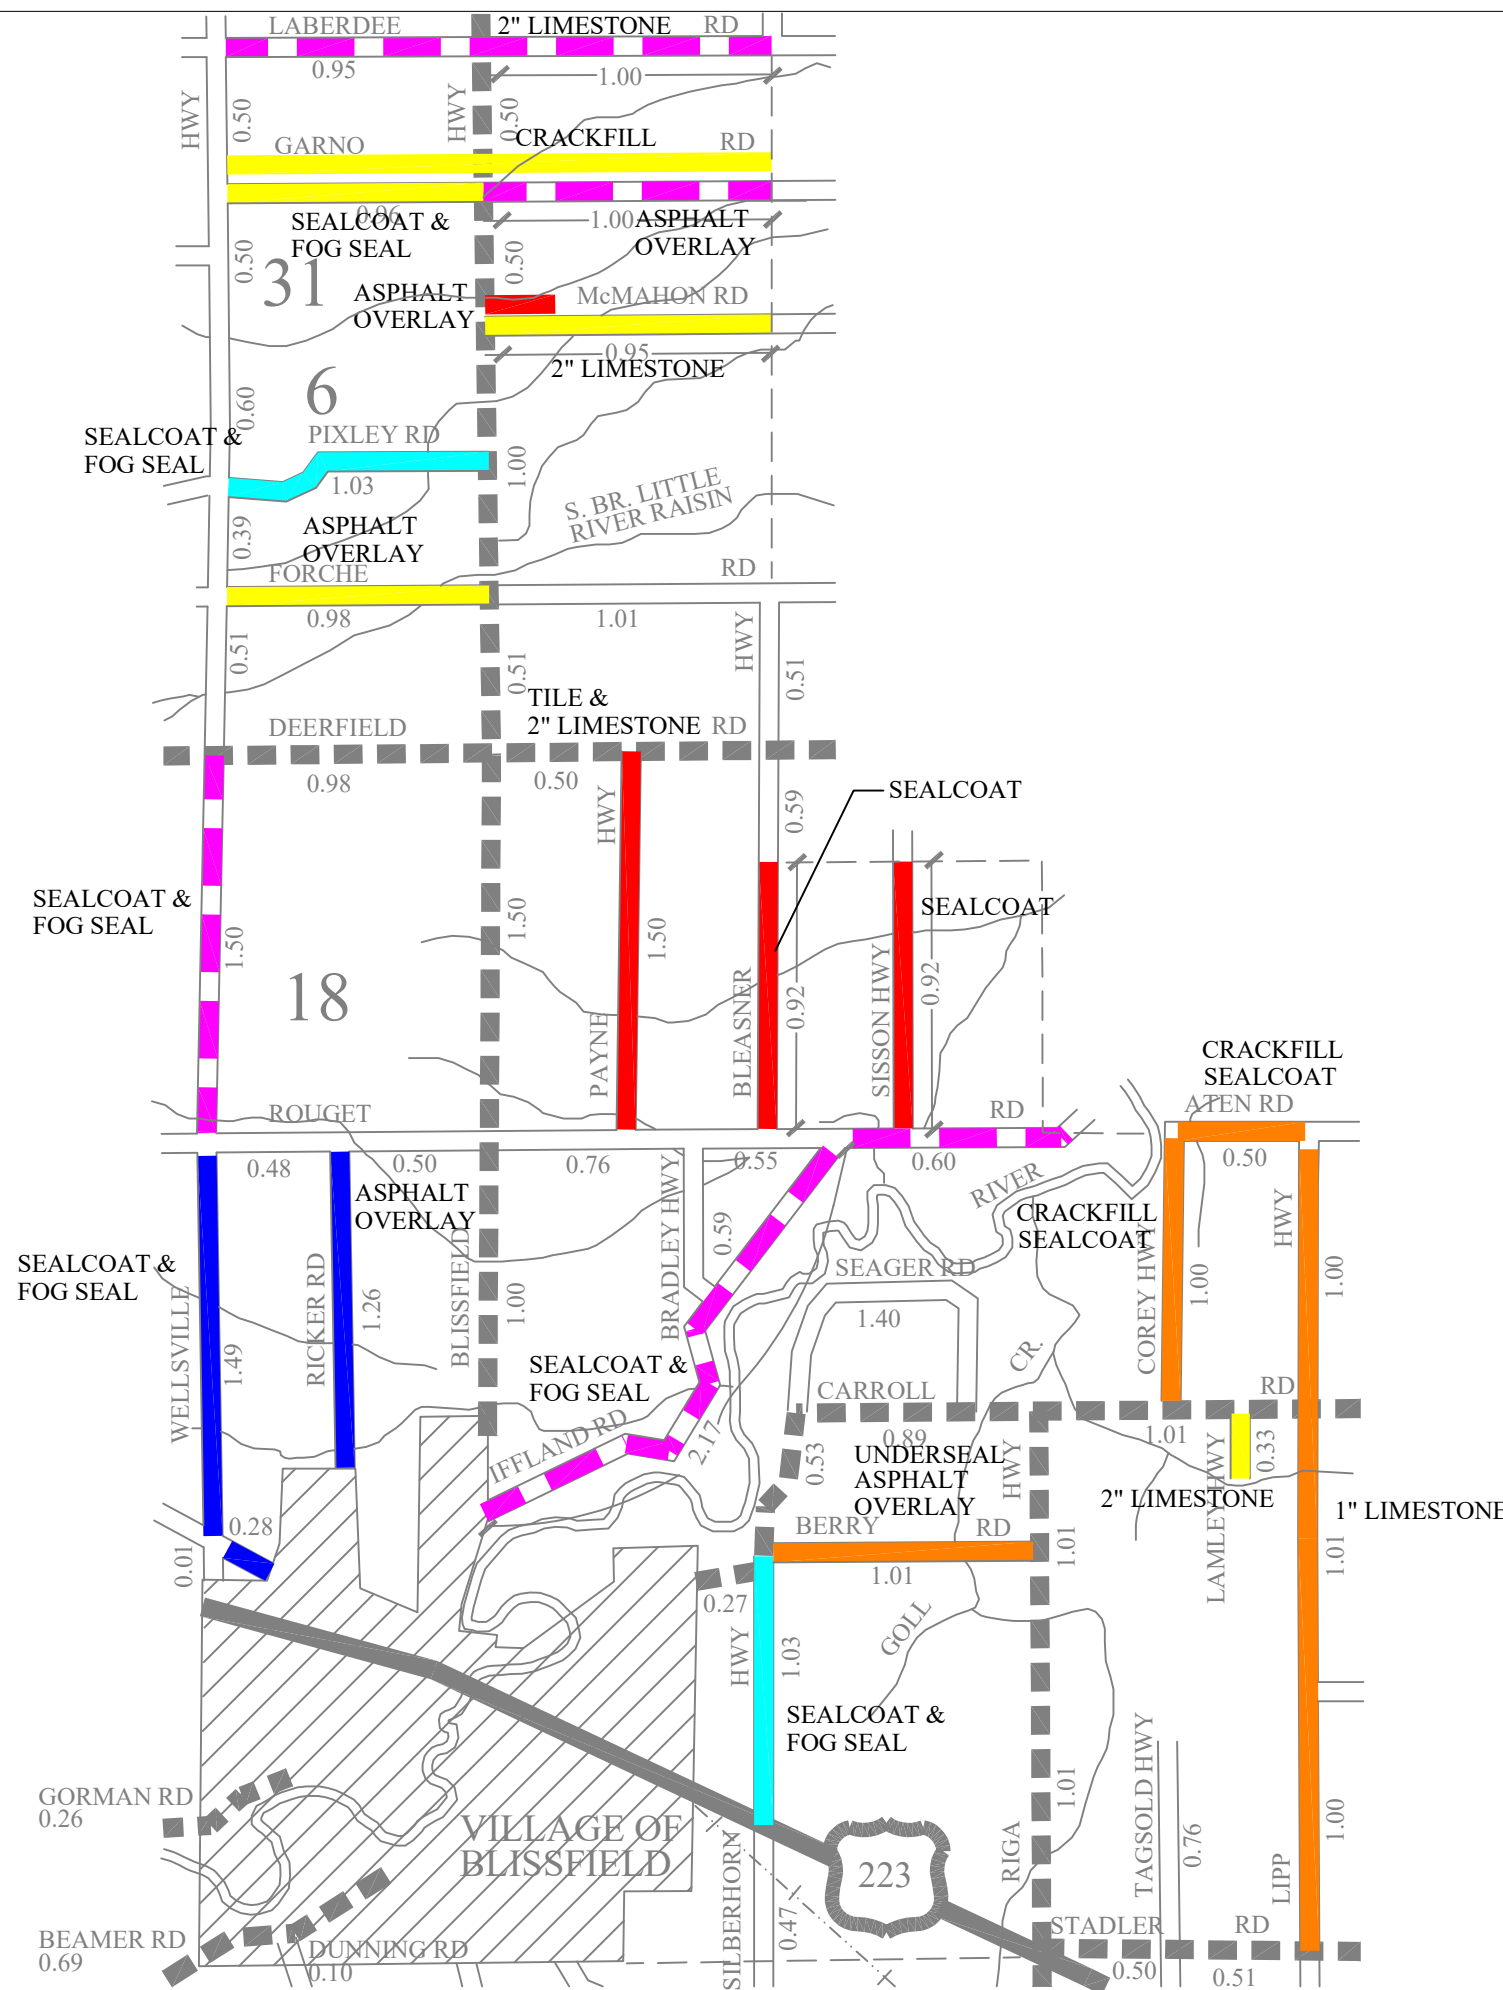 LABERDEE
2" LIMESTONE
RD
0.95
1.00
HWY
0.50
HWY
0.50
GARNO
CRACKFILL
RD
0.96
SEALCOAT &
FOG SEAL
1.00
ASPHALT
OVERLAY
0.50
31
0.50
ASPHALT
OVERLAY
McMAHON RD
0.95
2" LIMESTONE
6
0.60
SEALCOAT &
FOG SEAL
PIXLEY RD
1.03
1.00
S. BR. LITTLE
RIVER RAISIN
0.39
ASPHALT
OVERLAY
FORCHE
RD
0.98
1.01
HWY
0.51
0.51
0.51
TILE &
2" LIMESTONE
RD
DEERFIELD
0.98
0.50
HWY
0.59
SEALCOAT
SEALCOAT &
FOG SEAL
1.50
1.50
1.50
SEALCOAT
18
PAYNE
BLEASNER
0.92
SISSON HWY
0.92
CRACKFILL
SEALCOAT
ATEN RD
ROUGET
RD
0.48
0.50
0.76
0.55
0.60
0.50
ASPHALT
OVERLAY
RIVER
CRACKFILL
SEALCOAT
HWY
SEALCOAT &
FOG SEAL
WELLSVILLE
1.49
RICKER RD
1.26
BLISSFIELD
1.00
BRADLEY HWY
0.59
SEAGER RD
1.40
CR.
COREY HWY
1.00
1.00
SEALCOAT &
FOG SEAL
IFFLAND RD
2.17
CARROLL
RD
0.89
1.01
0.53
UNDERSEAL
ASPHALT
OVERLAY
HWY
LAMLEY HWY
0.33
2" LIMESTONE
1" LIMESTONE
0.28
0.01
BERRY
RD
1.01
1.01
1.01
0.27
HWY
1.03
GOLL
SEALCOAT &
FOG SEAL
GORMAN RD
0.26
VILLAGE OF
BLISSFIELD
SILBERHORN
0.47
223
RIGA
1.01
TAGSOLD HWY
0.76
LIPP
1.00
BEAMER RD
0.69
DUNNING RD
0.10
STADLER
RD
0.50
0.51